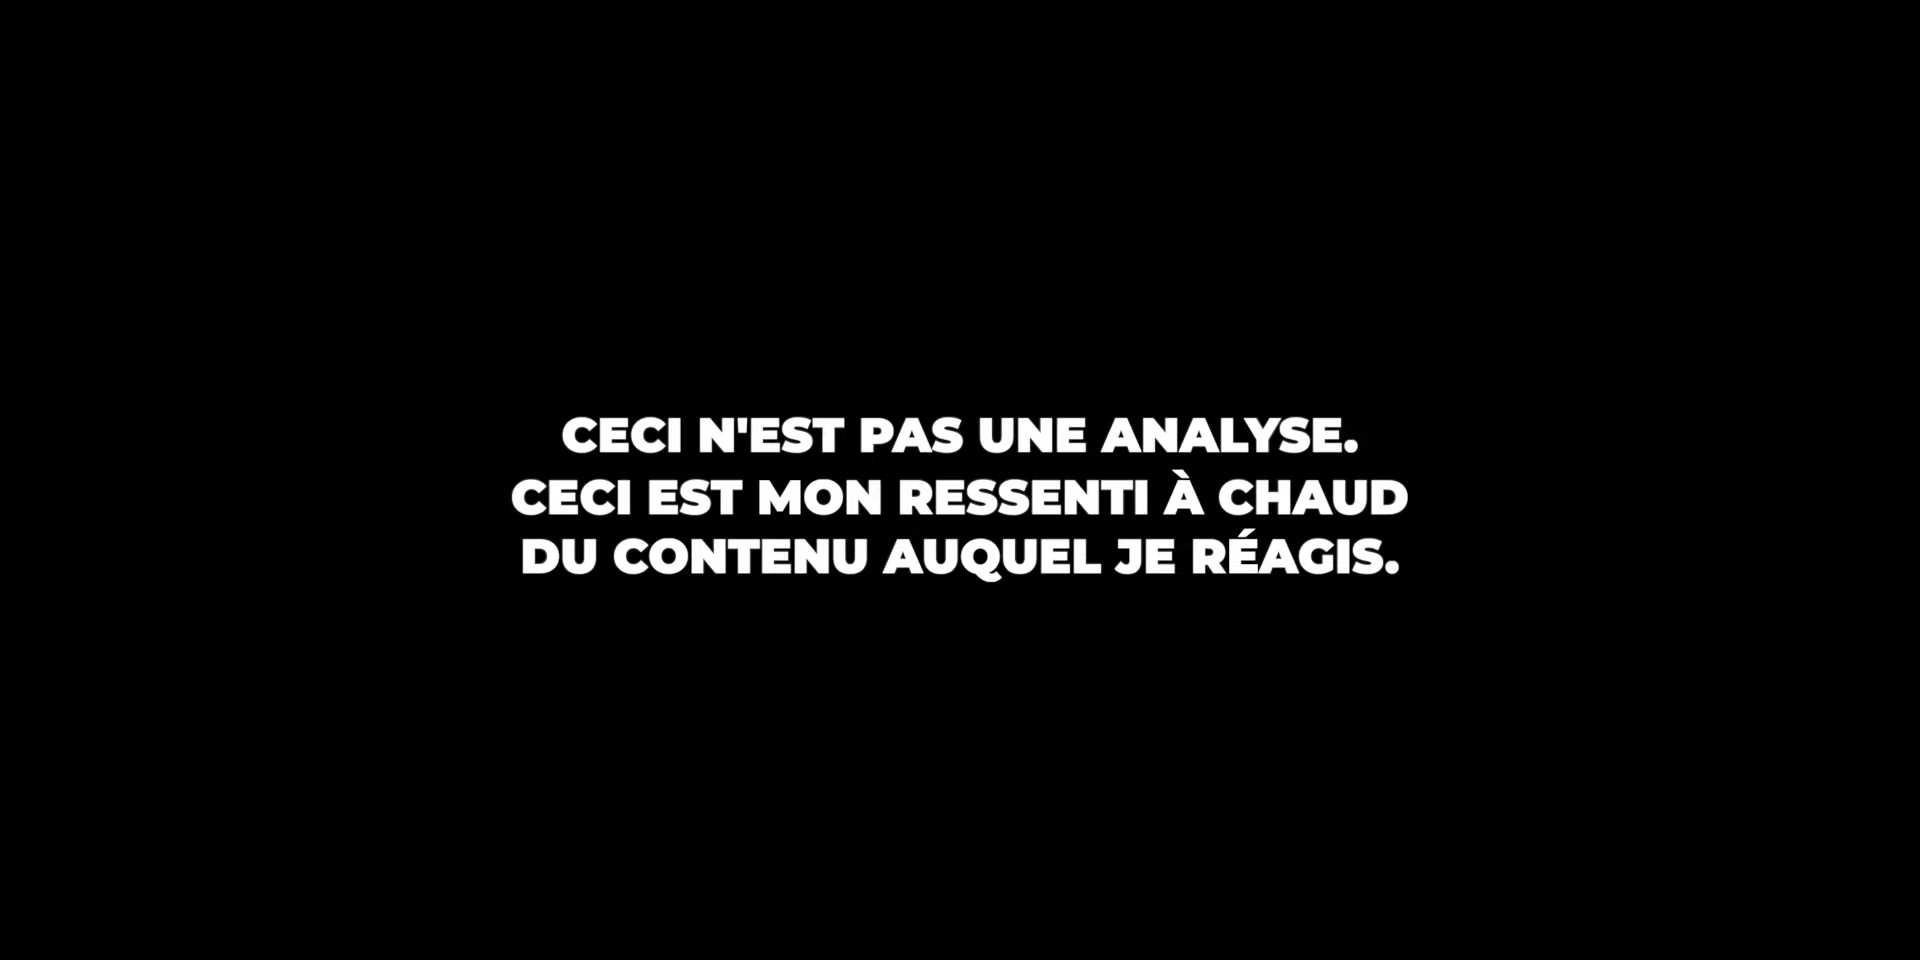 CECI N'EST PAS UNE ANALYSE.
CECI EST MON RESSENTI À CHAUD
DU CONTENU AUQUEL JE RÉAGIS.